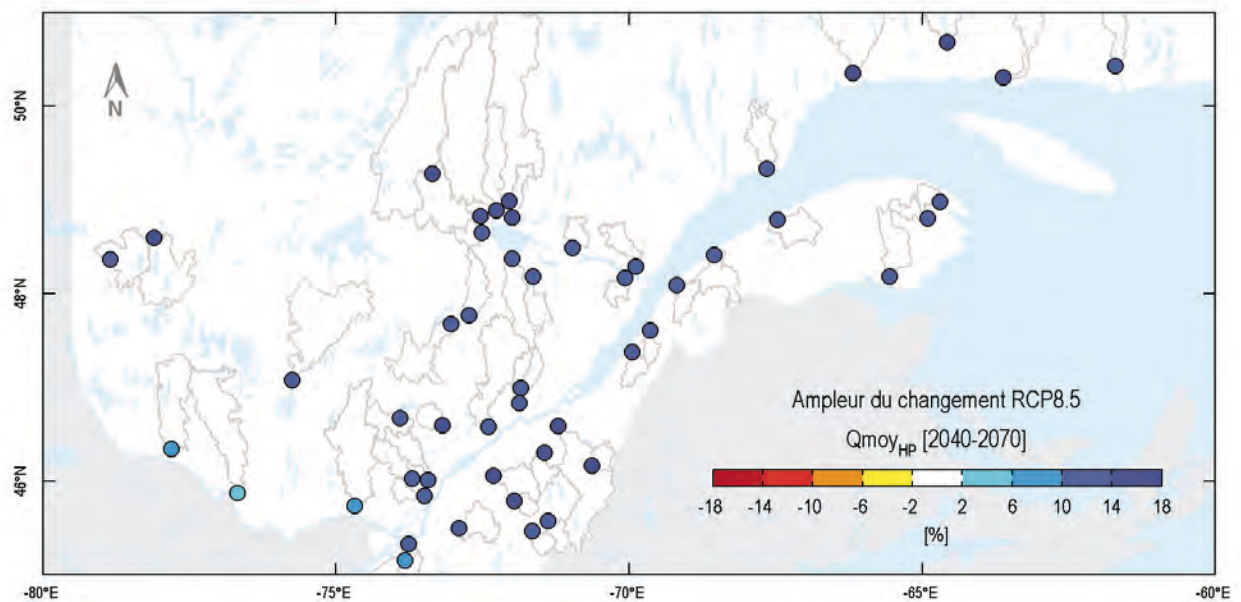 50°N
48°N
46°N
N
Ampleur du changement RCP8.5
QmoyHP [2040-2070]
-18 -14 -10 -6 -2 2 6 10 14 18
[%]
-80°E -75°E -70°E -65°E -60°E